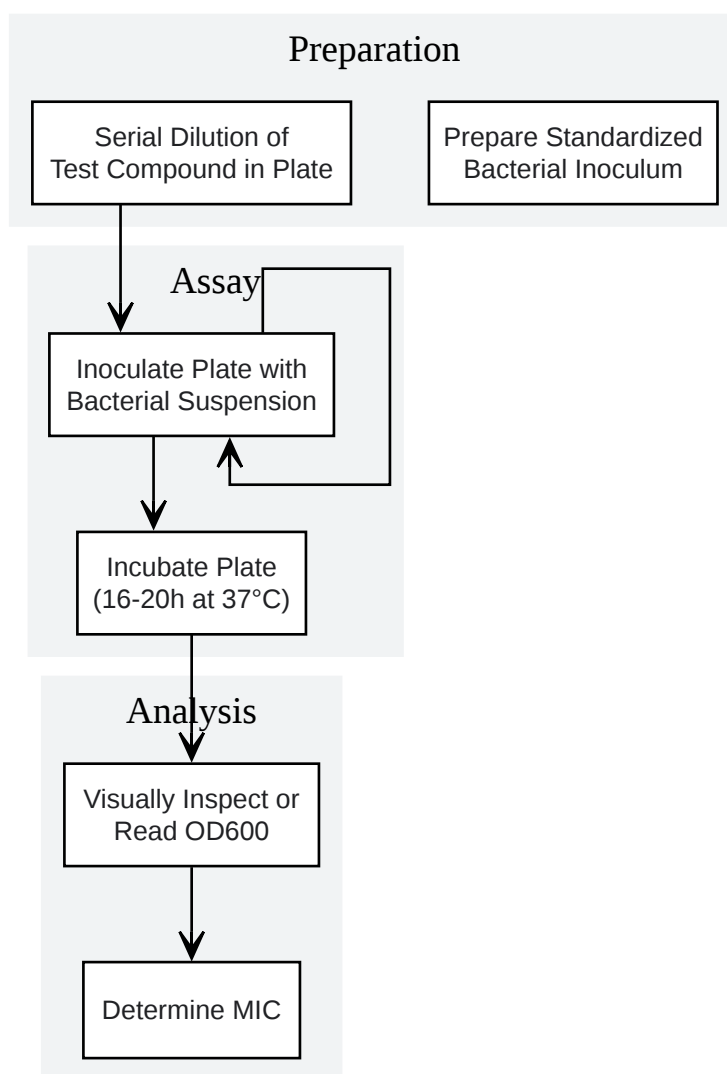 Preparation
Serial Dilution of
Test Compound in Plate
Prepare Standardized
Bacterial Inoculum
Assay
Inoculate Plate with
Bacterial Suspension
Incubate Plate
(16-20h at 37°C)
Analysis
Visually Inspect or
Read OD600
Determine MIC